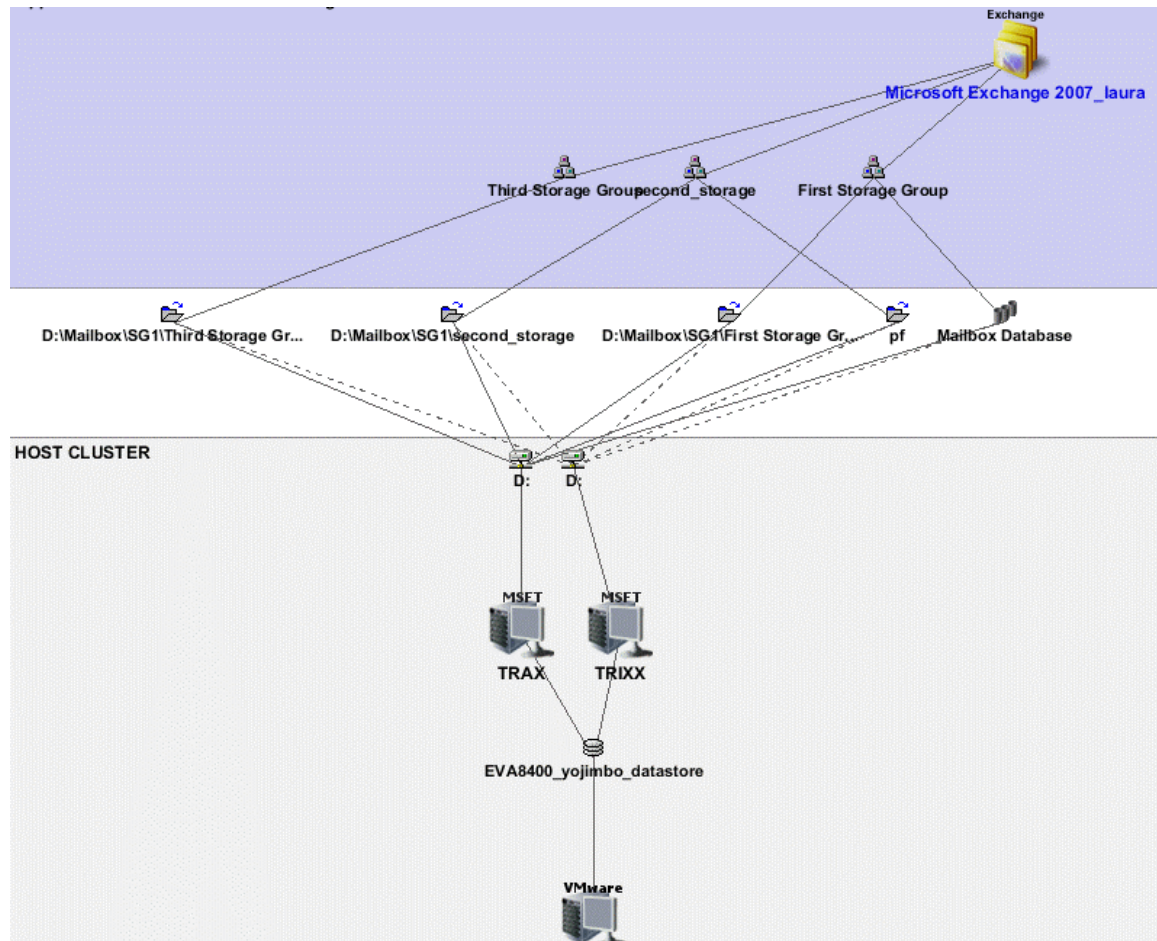 Exchange
Microsoft Exchange 2007_laura
Third Storage Group
second_storage
First Storage Group
D:\Mailbox\SG1\Third Storage Gr...
D:\Mailbox\SG1\second_storage
D:\Mailbox\SG1\First Storage Gr...
pf
Mailbox Database
HOST CLUSTER
D:
D:
MSFT
MSFT
TRAX
TRIXX
EVA8400_yojimbo_datastore
VMware